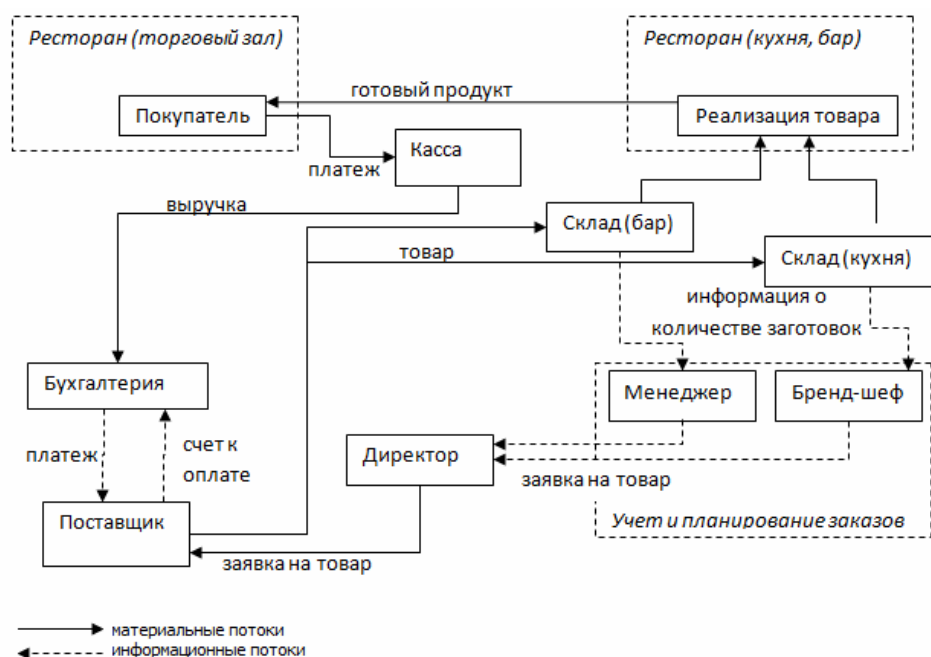 Ресторан (торговый зал)
Ресторан (кухня, бар)
готовый продукт
Покупатель
Реализация товара
Касса
платеж
выручка
Склад (бар)
товар
Склад (кухня)
информация о
количестве заготовок
Бухгалтерия
Менеджер
Бренд-шеф
платеж
счет к
оплате
Директор
заявка на товар
Поставщик
Учет и планирование заказов
заявка на товар
материальные потоки
информационные потоки